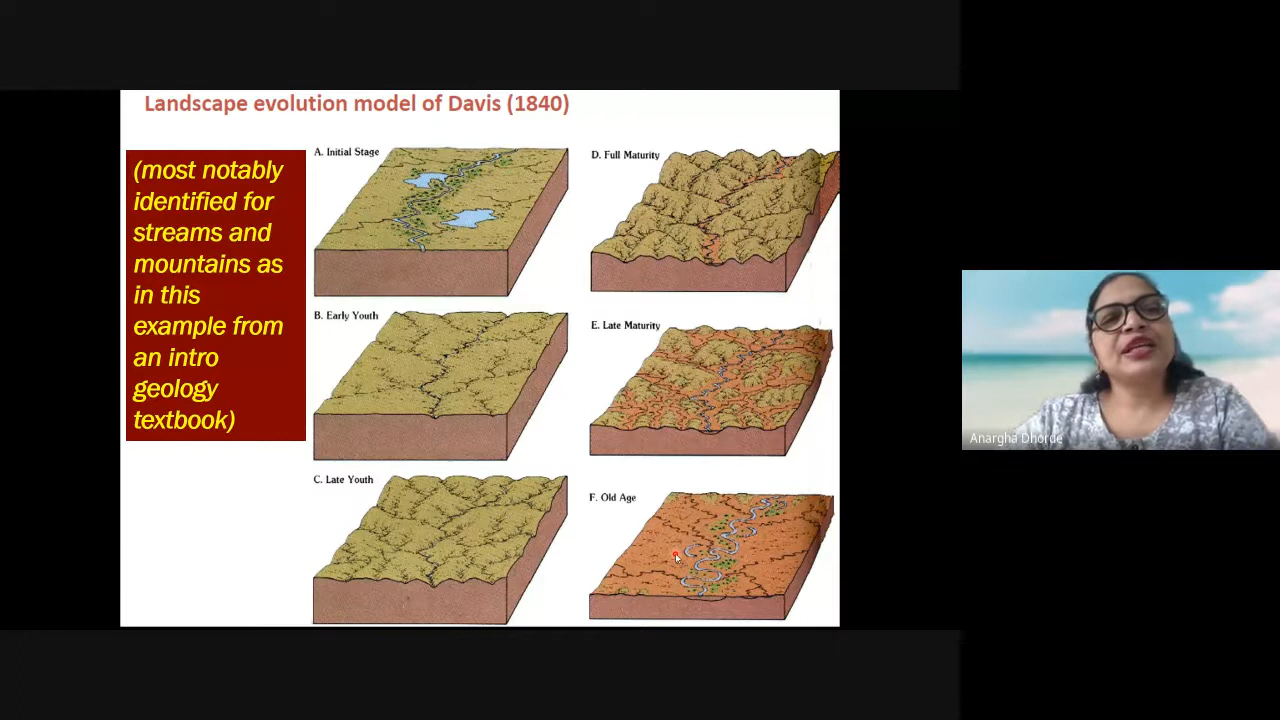 Landscape evolution model of Davis (1840)
(most notably
identified for
streams and
mountains as
in this
example from
an intro
geology
textbook)
A. Initial Stage
B. Early Youth
C. Late Youth
D. Full Maturity
E. Late Maturity
F. Old Age
Anargha Dhorde